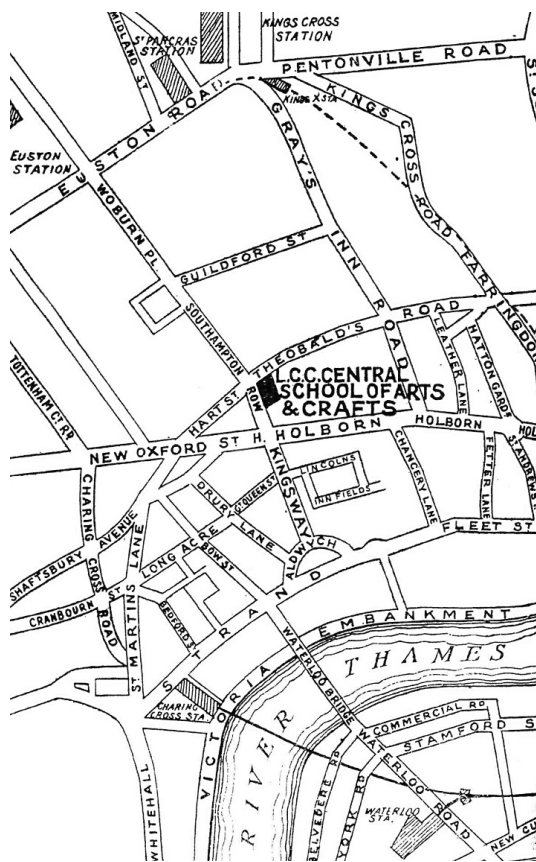 KINGS CROSS
STATION
ST PANCRAS
STATION
MIDLAND ST
PENTONVILLE ROAD
KINGS X STA
KINGS CROSS ROAD
EUSTON ROAD
EUSTON
STATION
WOBURN PL.
GRAY'S INN ROAD
GUILDFORD ST
FARRINGDON
SOUTHAMPTON ROW
THEOBALD'S ROAD
LEATHER LANE
HATTON GARDN
TOTTENHAM CT RD
HART ST
L.C.C. CENTRAL
SCHOOL OF ARTS
& CRAFTS
NEW OXFORD ST
H. HOLBORN
HOLBORN
HOL
ST ANDREW'S
CHARING CROSS ROAD
KINGSWAY
LINCOLNS
INN FIELDS
CHANCERY LANE
FETTER LANE
SHAFTSBURY AVENUE
DRURY LANE
GT QUEEN ST
LONG ACRE
BOW ST
ALDWYCH
FLEET ST
CRANBOURN ST
ST MARTINS LANE
BEDFORD ST
STRAND
VICTORIA EMBANKMENT
RIVER THAMES
WATERLOO BRIDGE
WATERLOO ROAD
CHARING
CROSS STA.
WHITEHALL
COMMERCIAL RD
STAMFORD S
BELVEDERE RD
YORK RD
WATERLOO
STA.
NEW CU